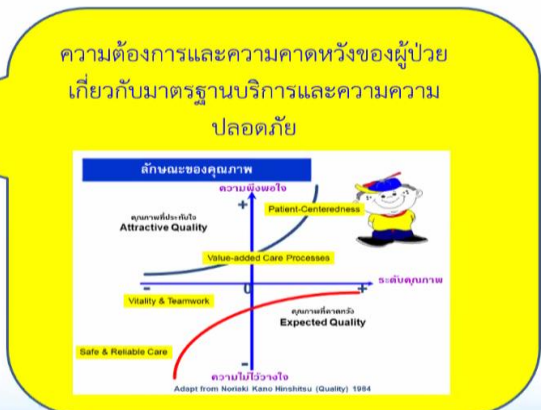 ความต้องการและความคาดหวังของผู้ป่วย
เกี่ยวกับมาตรฐานบริการและความความ
ปลอดภัย
ลักษณะของคุณภาพ
ความพึงพอใจ
+
Patient-Centeredness
คุณภาพที่ประทับใจ
Attractive Quality
Value-added Care Processes
ระดับคุณภาพ
-
0
+
Vitality & Teamwork
คุณภาพที่คาดหวัง
Expected Quality
Safe & Reliable Care
-
ความไม่ไว้วางใจ
Adapt from Noriaki Kano Hinshitsu (Quality) 1984